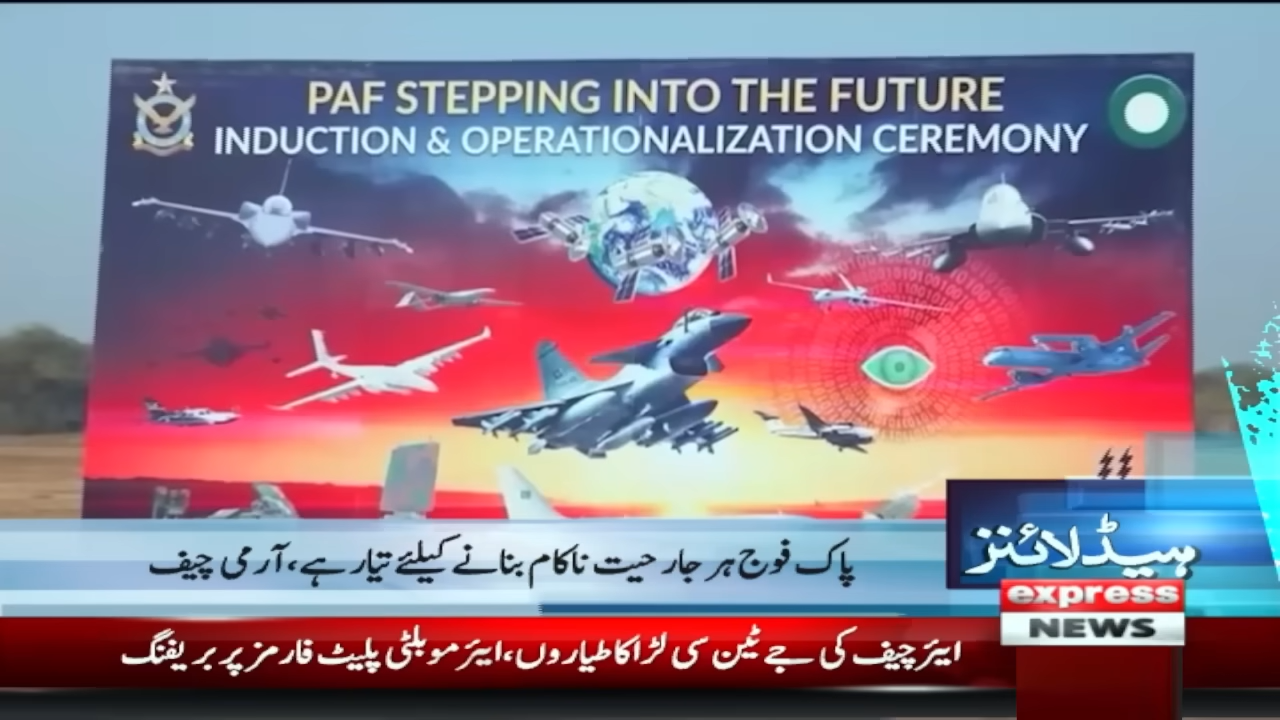 PAF STEPPING INTO THE FUTURE
INDUCTION & OPERATIONALIZATION CEREMONY
پاک فوج ہر جارحیت ناکام بنانے کیلئے تیار ہے، آرمی چیف
ہیڈلائنز
express
NEWS
ایئر چیف کی جے ٹین سی لڑاکا طیاروں، ایئر موبلٹی پلیٹ فارمز پر بریفنگ